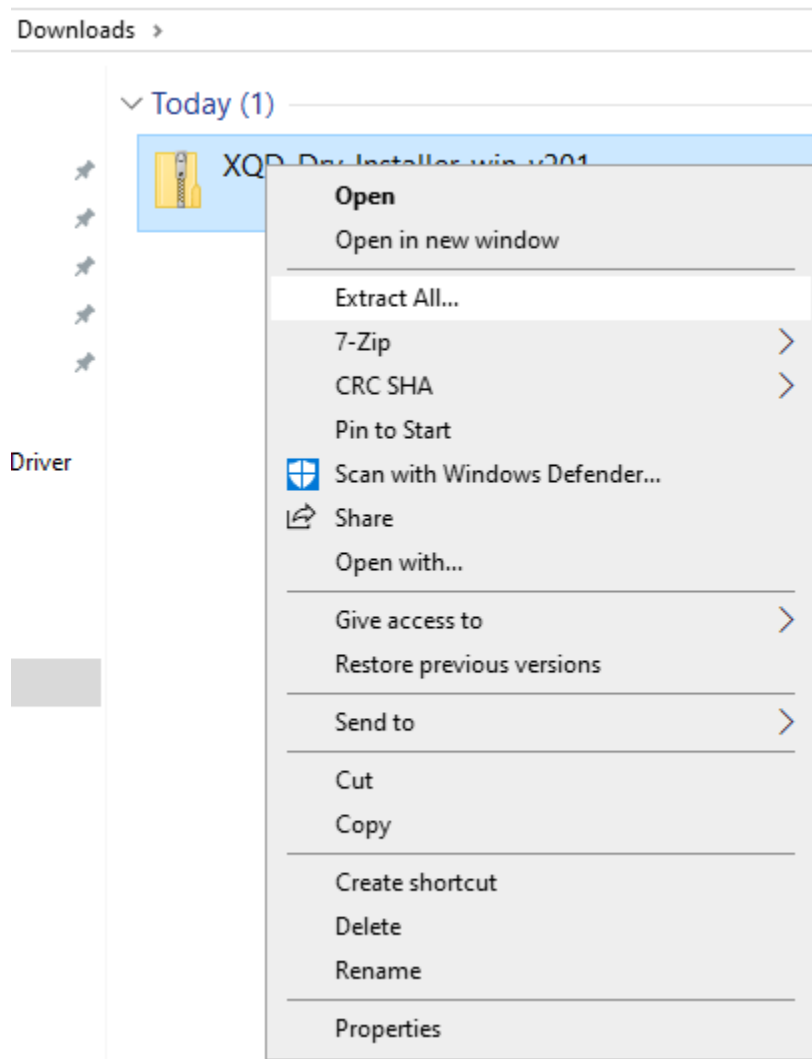 Downloads
Today (1)
Open
Open in new window
Extract All...
7-Zip
CRC SHA
Pin to Start
Driver
Scan with Windows Defender...
Share
Open with...
Give access to
Restore previous versions
Send to
Cut
Copy
Create shortcut
Delete
Rename
Properties